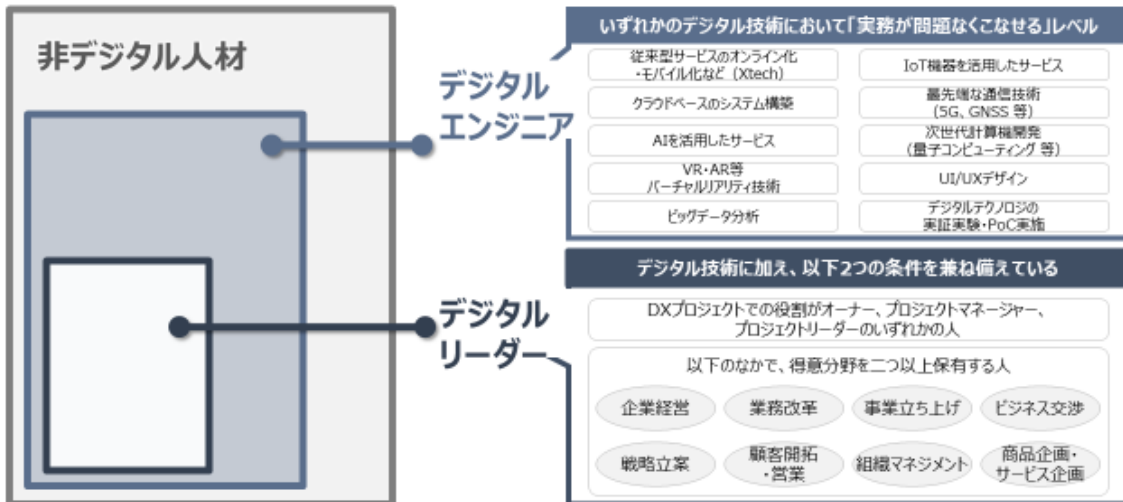 非デジタル人材
デジタル
エンジニア
いずれかのデジタル技術において「実務が問題なくこなせる」レベル
従来型サービスのオンライン化
・モバイル化など（Xtech）
IoT機器を活用したサービス
クラウドベースのシステム構築
最先端な通信技術
(5G、GNSS 等)
AIを活用したサービス
次世代計算機開発
(量子コンピューティング 等)
VR・AR等
バーチャルリアリティ技術
UI/UXデザイン
ビッグデータ分析
デジタルテクノロジの
実証実験・PoC実施
デジタル
リーダー
デジタル技術に加え、以下2つの条件を兼ね備えている
DXプロジェクトでの役割がオーナー、プロジェクトマネージャー、
プロジェクトリーダーのいずれかの人
以下のなかで、得意分野を二つ以上保有する人
企業経営
業務改革
事業立ち上げ
ビジネス交渉
戦略立案
顧客開拓
・営業
組織マネジメント
商品企画・
サービス企画